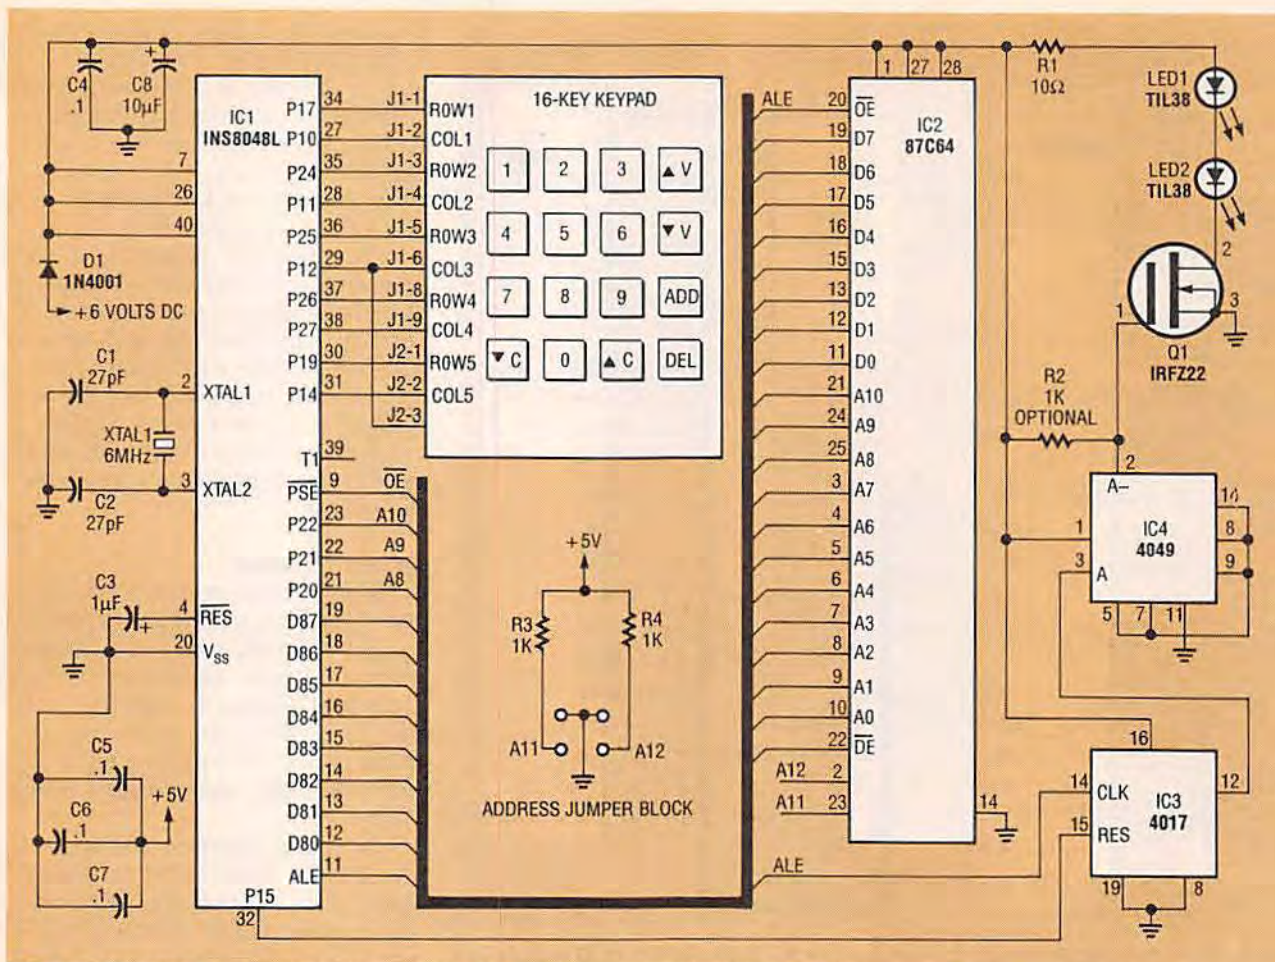 C4
.1
+
C8
10µF
7
26
40
D1
1N4001
+6 VOLTS DC
C1
27pF
2
XTAL1
6MHz
3
C2
27pF
C3
1µF
+
4
20
C5
.1
C6
.1
C7
.1
+5V
IC1
INS8048L
XTAL1
XTAL2
RES
VSS
P15
32
P17 34 J1-1 ROW1
P10 27 J1-2 COL1
P24 35 J1-3 ROW2
P11 28 J1-4 COL2
P25 36 J1-5 ROW3
P12 29 J1-6 COL3
P26 37 J1-8 ROW4
P27 38 J1-9 COL4
P19 30 J2-1 ROW5
P14 31 J2-2 COL5
J2-3
T1 39
PSE 9 OE
P22 23 A10
P21 22 A9
P20 21 A8
D87 19
D86 18
D85 17
D84 16
D83 15
D82 14
D81 13
D80 12
ALE 11
16-KEY KEYPAD
1 2 3 ▲ V
4 5 6 ▼ V
7 8 9 ADD
▼ C 0 ▲ C DEL
+5V
R3
1K
R4
1K
A11
A12
ADDRESS JUMPER BLOCK
1 27 28
IC2
87C64
ALE 20 OE
19 D7
18 D6
17 D5
16 D4
15 D3
13 D2
12 D1
11 D0
21 A10
24 A9
25 A8
3 A7
4 A6
5 A5
6 A4
7 A3
8 A2
9 A1
10 A0
22 DE
A12 2
A11 23
14
ALE
R1
10Ω
LED1
TIL38
LED2
TIL38
2
1
3
Q1
IRFZ22
R2
1K
OPTIONAL
2
A–
1
3 A
IC4
4049
14
8
9
5 7 11
16
14 CLK
15 RES
IC3
4017
12
19 8